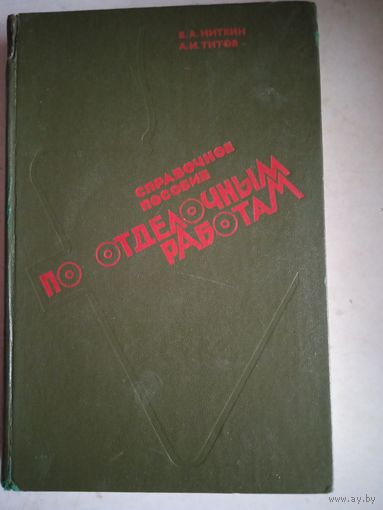 Е.А. НИТКИН
А.И. ТИТОВ
СПРАВОЧНОЕ
ПОСОБИЕ
ПО ОТДЕЛОЧНЫМ
РАБОТАМ
www.ay.by